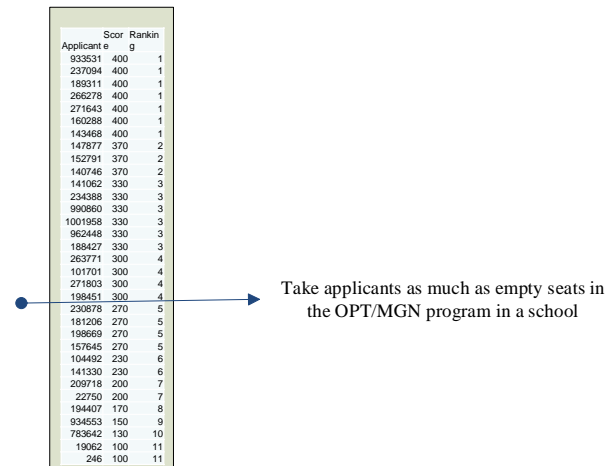 Scor Rankin
Applicant e g
933531 400 1
237094 400 1
189311 400 1
266278 400 1
271643 400 1
160288 400 1
143468 400 1
147877 370 2
152791 370 2
140746 370 2
141062 330 3
234388 330 3
990860 330 3
1001958 330 3
962448 330 3
188427 330 3
263771 300 4
101701 300 4
271803 300 4
198451 300 4
230878 270 5
181206 270 5
198669 270 5
157645 270 5
104492 230 6
141330 230 6
209718 200 7
22750 200 7
194407 170 8
934553 150 9
783642 130 10
19062 100 11
246 100 11
Take applicants as much as empty seats in
the OPT/MGN program in a school